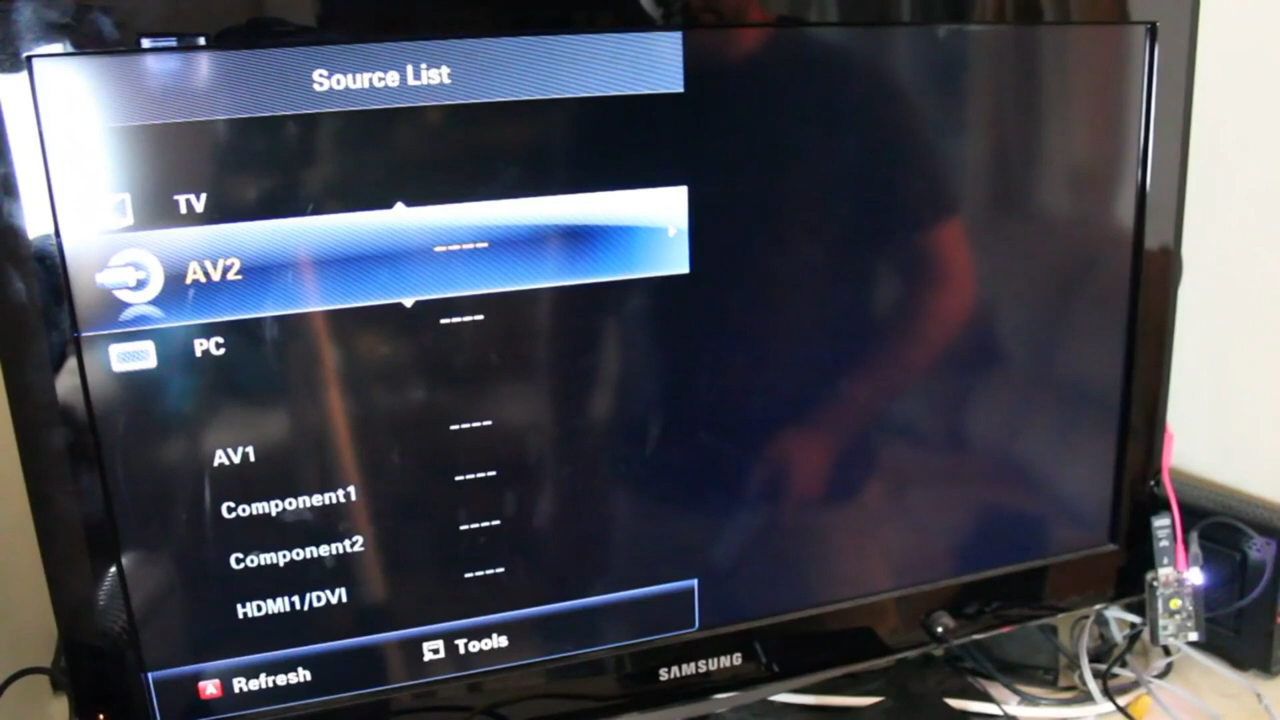 Source List
TV
AV2 ----
PC ----
AV1 ----
Component1 ----
Component2 ----
HDMI1/DVI ----
A Refresh Tools
SAMSUNG